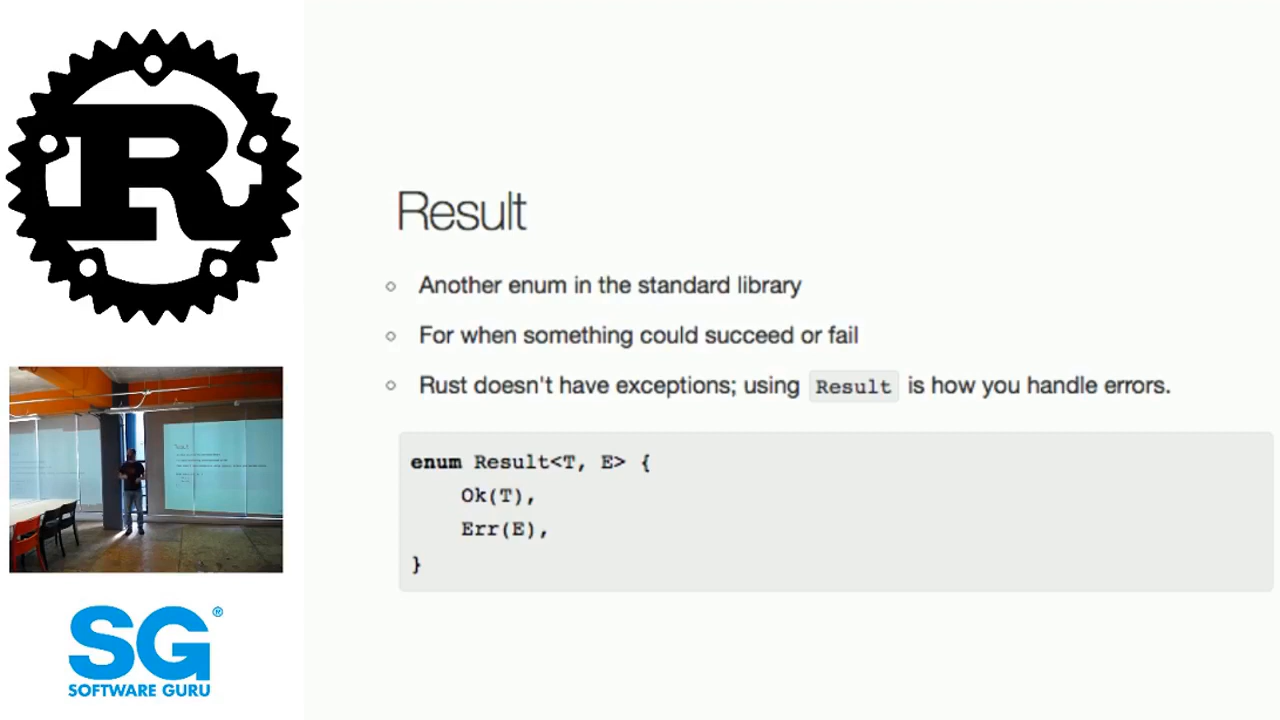 R
Result
Another enum in the standard library
For when something could succeed or fail
Rust doesn't have exceptions; using Result is how you handle errors.
enum Result<T, E> {
    Ok(T),
    Err(E),
}
SG®
SOFTWARE GURU